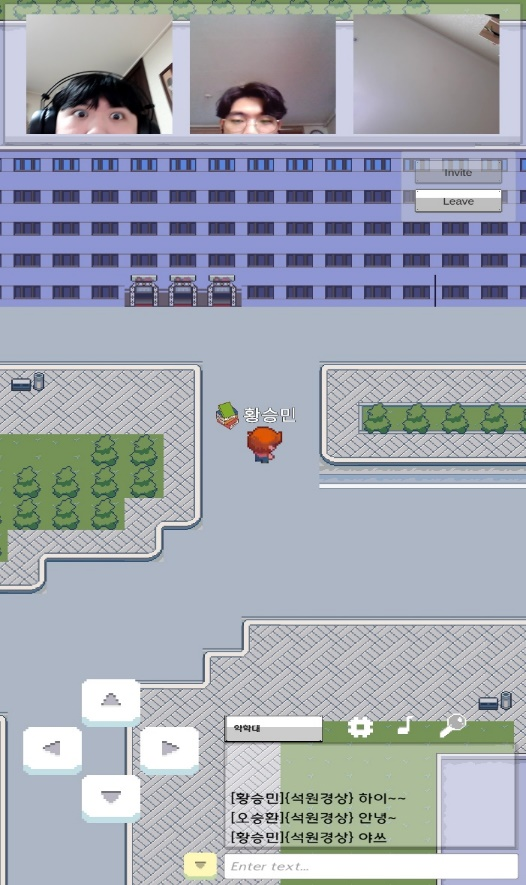 Invite
Leave
황승민
약학대
[황승민]{석원경상} 하이~~
[오승환]{석원경상} 안녕~
[황승민]{석원경상} 야쓰
Enter text...